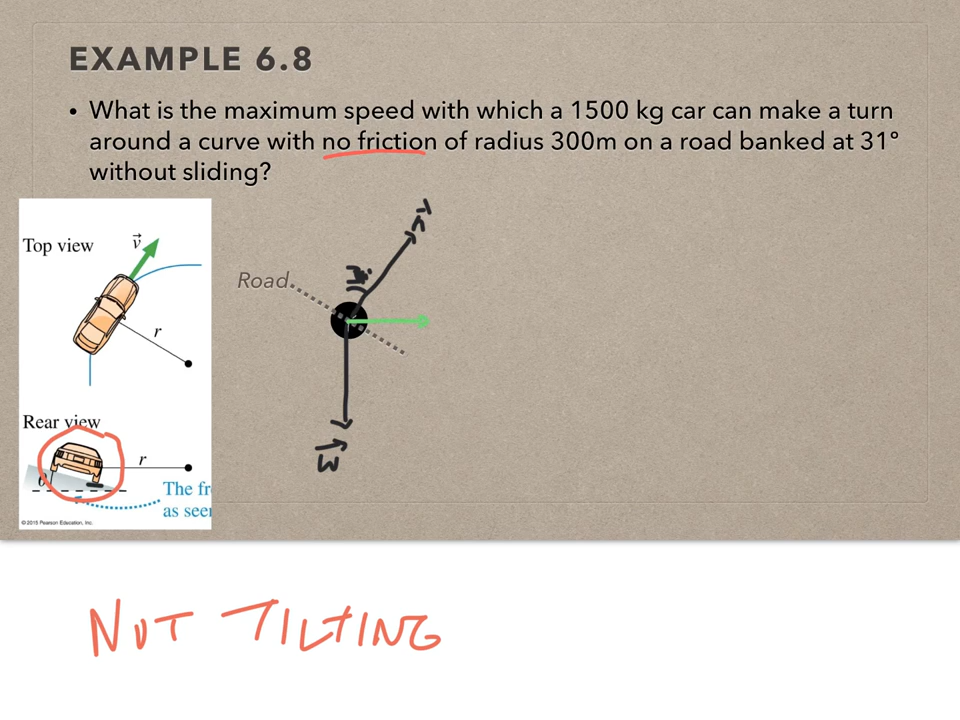 EXAMPLE 6.8
• What is the maximum speed with which a 1500 kg car can make a turn
around a curve with no friction of radius 300m on a road banked at 31°
without sliding?
Top view
v
r
Road
n
w
Rear view
r
θ
The fr
as seen
© 2015 Pearson Education, Inc.
NOT TILTING